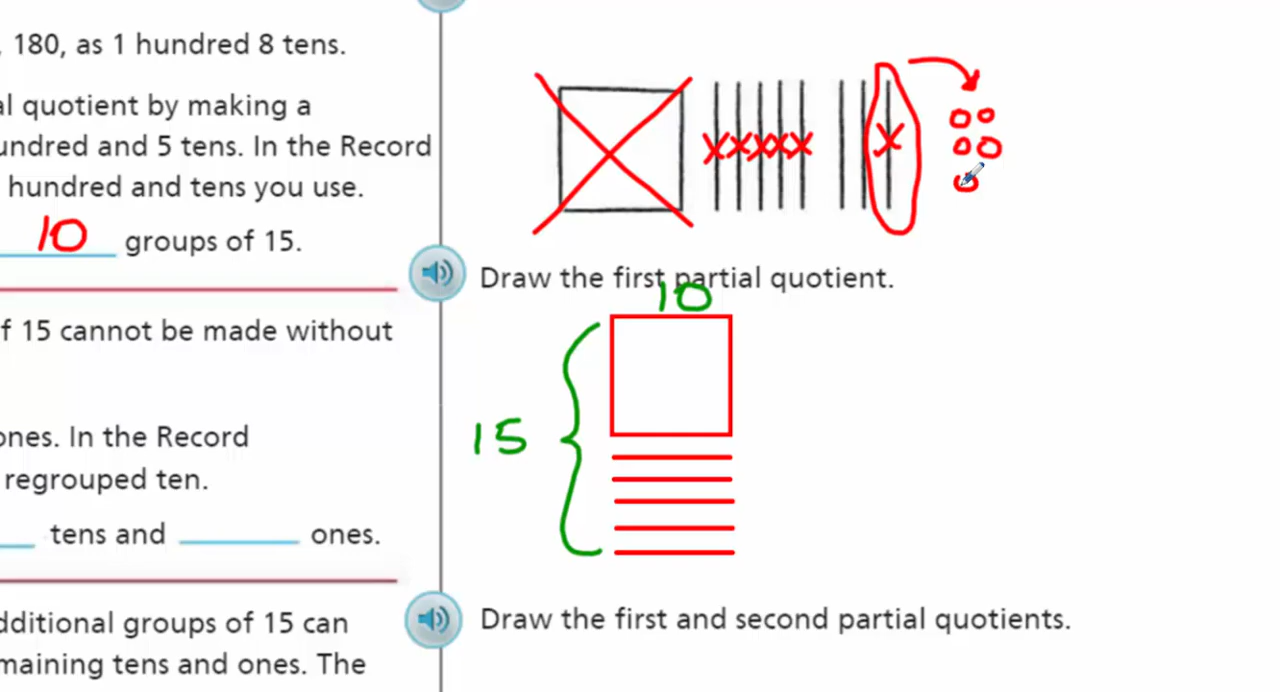 , 180, as 1 hundred 8 tens.
al quotient by making a
undred and 5 tens. In the Record
hundred and tens you use.
10 groups of 15.
f 15 cannot be made without
ones. In the Record
regrouped ten.
tens and ones.
dditional groups of 15 can
maining tens and ones. The
XXXXX X
Draw the first partial quotient.
10
15
Draw the first and second partial quotients.